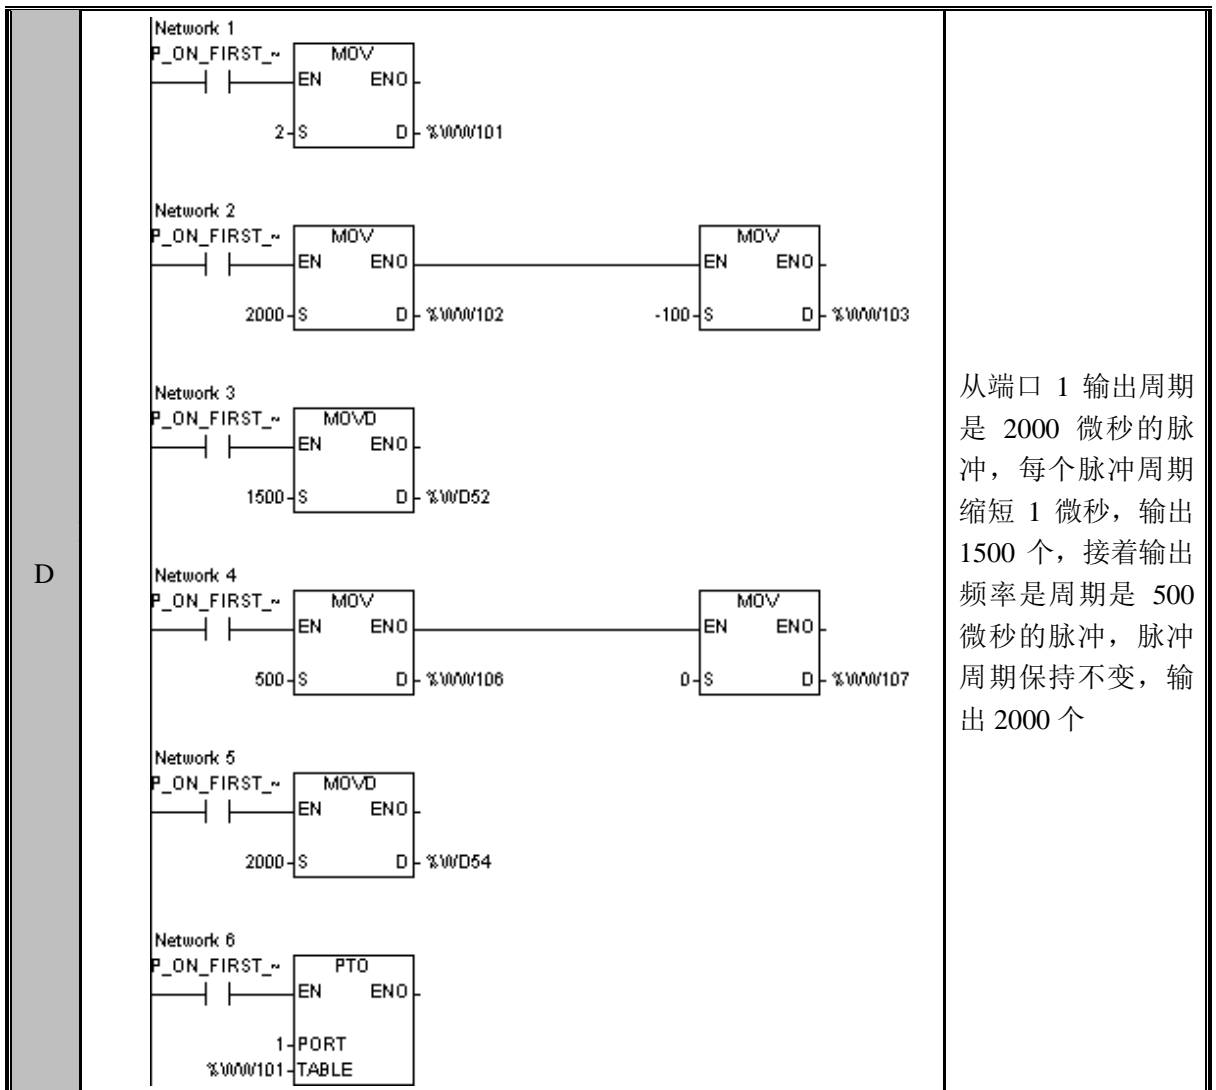 D
Network 1
P_ON_FIRST_~ MOV
EN ENO
2 S D %WW101
Network 2
P_ON_FIRST_~ MOV MOV
EN ENO EN ENO
2000 S D %WW102 -100 S D %WW103
Network 3
P_ON_FIRST_~ MOVD
EN ENO
1500 S D %WD52
Network 4
P_ON_FIRST_~ MOV MOV
EN ENO EN ENO
500 S D %WW106 0 S D %WW107
Network 5
P_ON_FIRST_~ MOVD
EN ENO
2000 S D %WD54
Network 6
P_ON_FIRST_~ PTO
EN ENO
1 PORT
%WW101 TABLE
从端口 1 输出周期
是 2000 微秒的脉
冲，每个脉冲周期
缩短 1 微秒，输出
1500 个，接着输出
频率是周期是 500
微秒的脉冲，脉冲
周期保持不变，输
出 2000 个